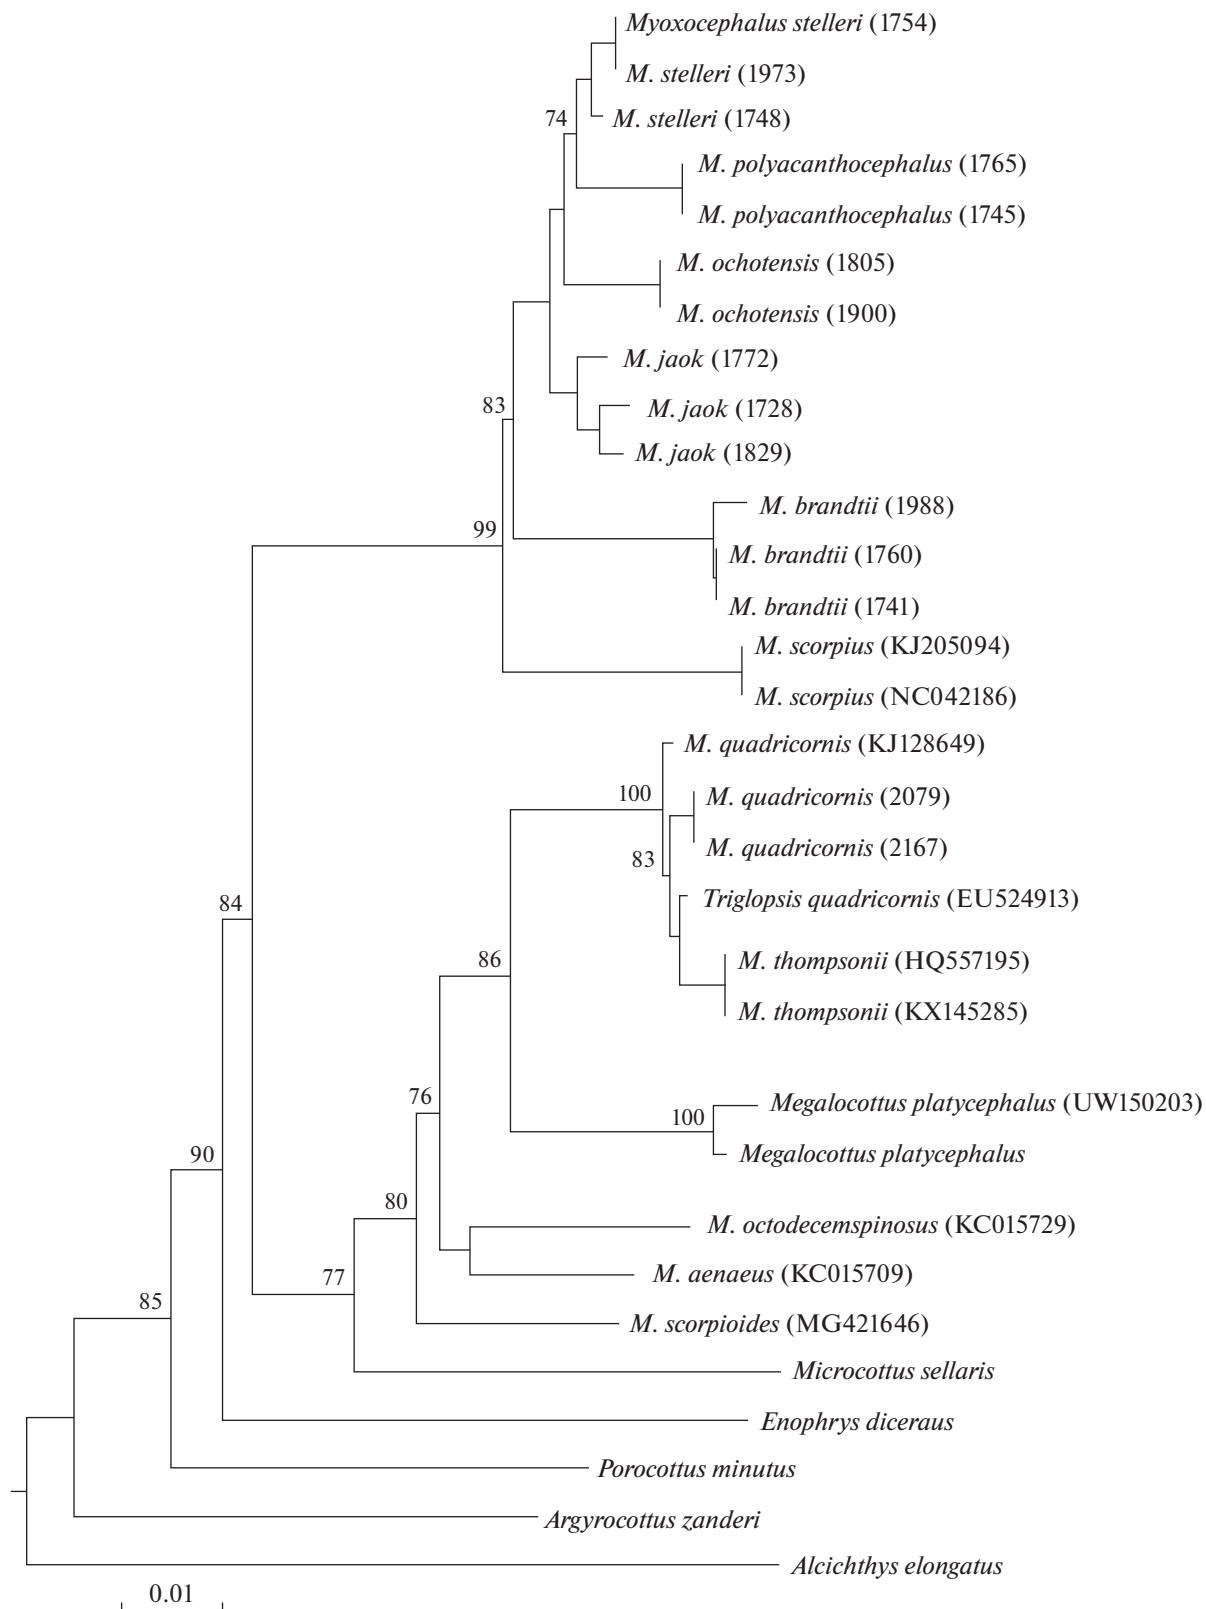 Myoxocephalus stelleri (1754)
M. stelleri (1973)
74
M. stelleri (1748)
M. polyacanthocephalus (1765)
M. polyacanthocephalus (1745)
M. ochotensis (1805)
M. ochotensis (1900)
M. jaok (1772)
83
M. jaok (1728)
M. jaok (1829)
M. brandtii (1988)
99
M. brandtii (1760)
M. brandtii (1741)
M. scorpius (KJ205094)
M. scorpius (NC042186)
M. quadricornis (KJ128649)
100
M. quadricornis (2079)
M. quadricornis (2167)
83
Triglopsis quadricornis (EU524913)
84
86
M. thompsonii (HQ557195)
M. thompsonii (KX145285)
76
Megalocottus platycephalus (UW150203)
100
90
Megalocottus platycephalus
80
M. octodecemspinosus (KC015729)
77
M. aenaeus (KC015709)
85
M. scorpioides (MG421646)
Microcottus sellaris
Enophrys diceraus
Porocottus minutus
Argyrocottus zanderi
Alcichthys elongatus
0.01